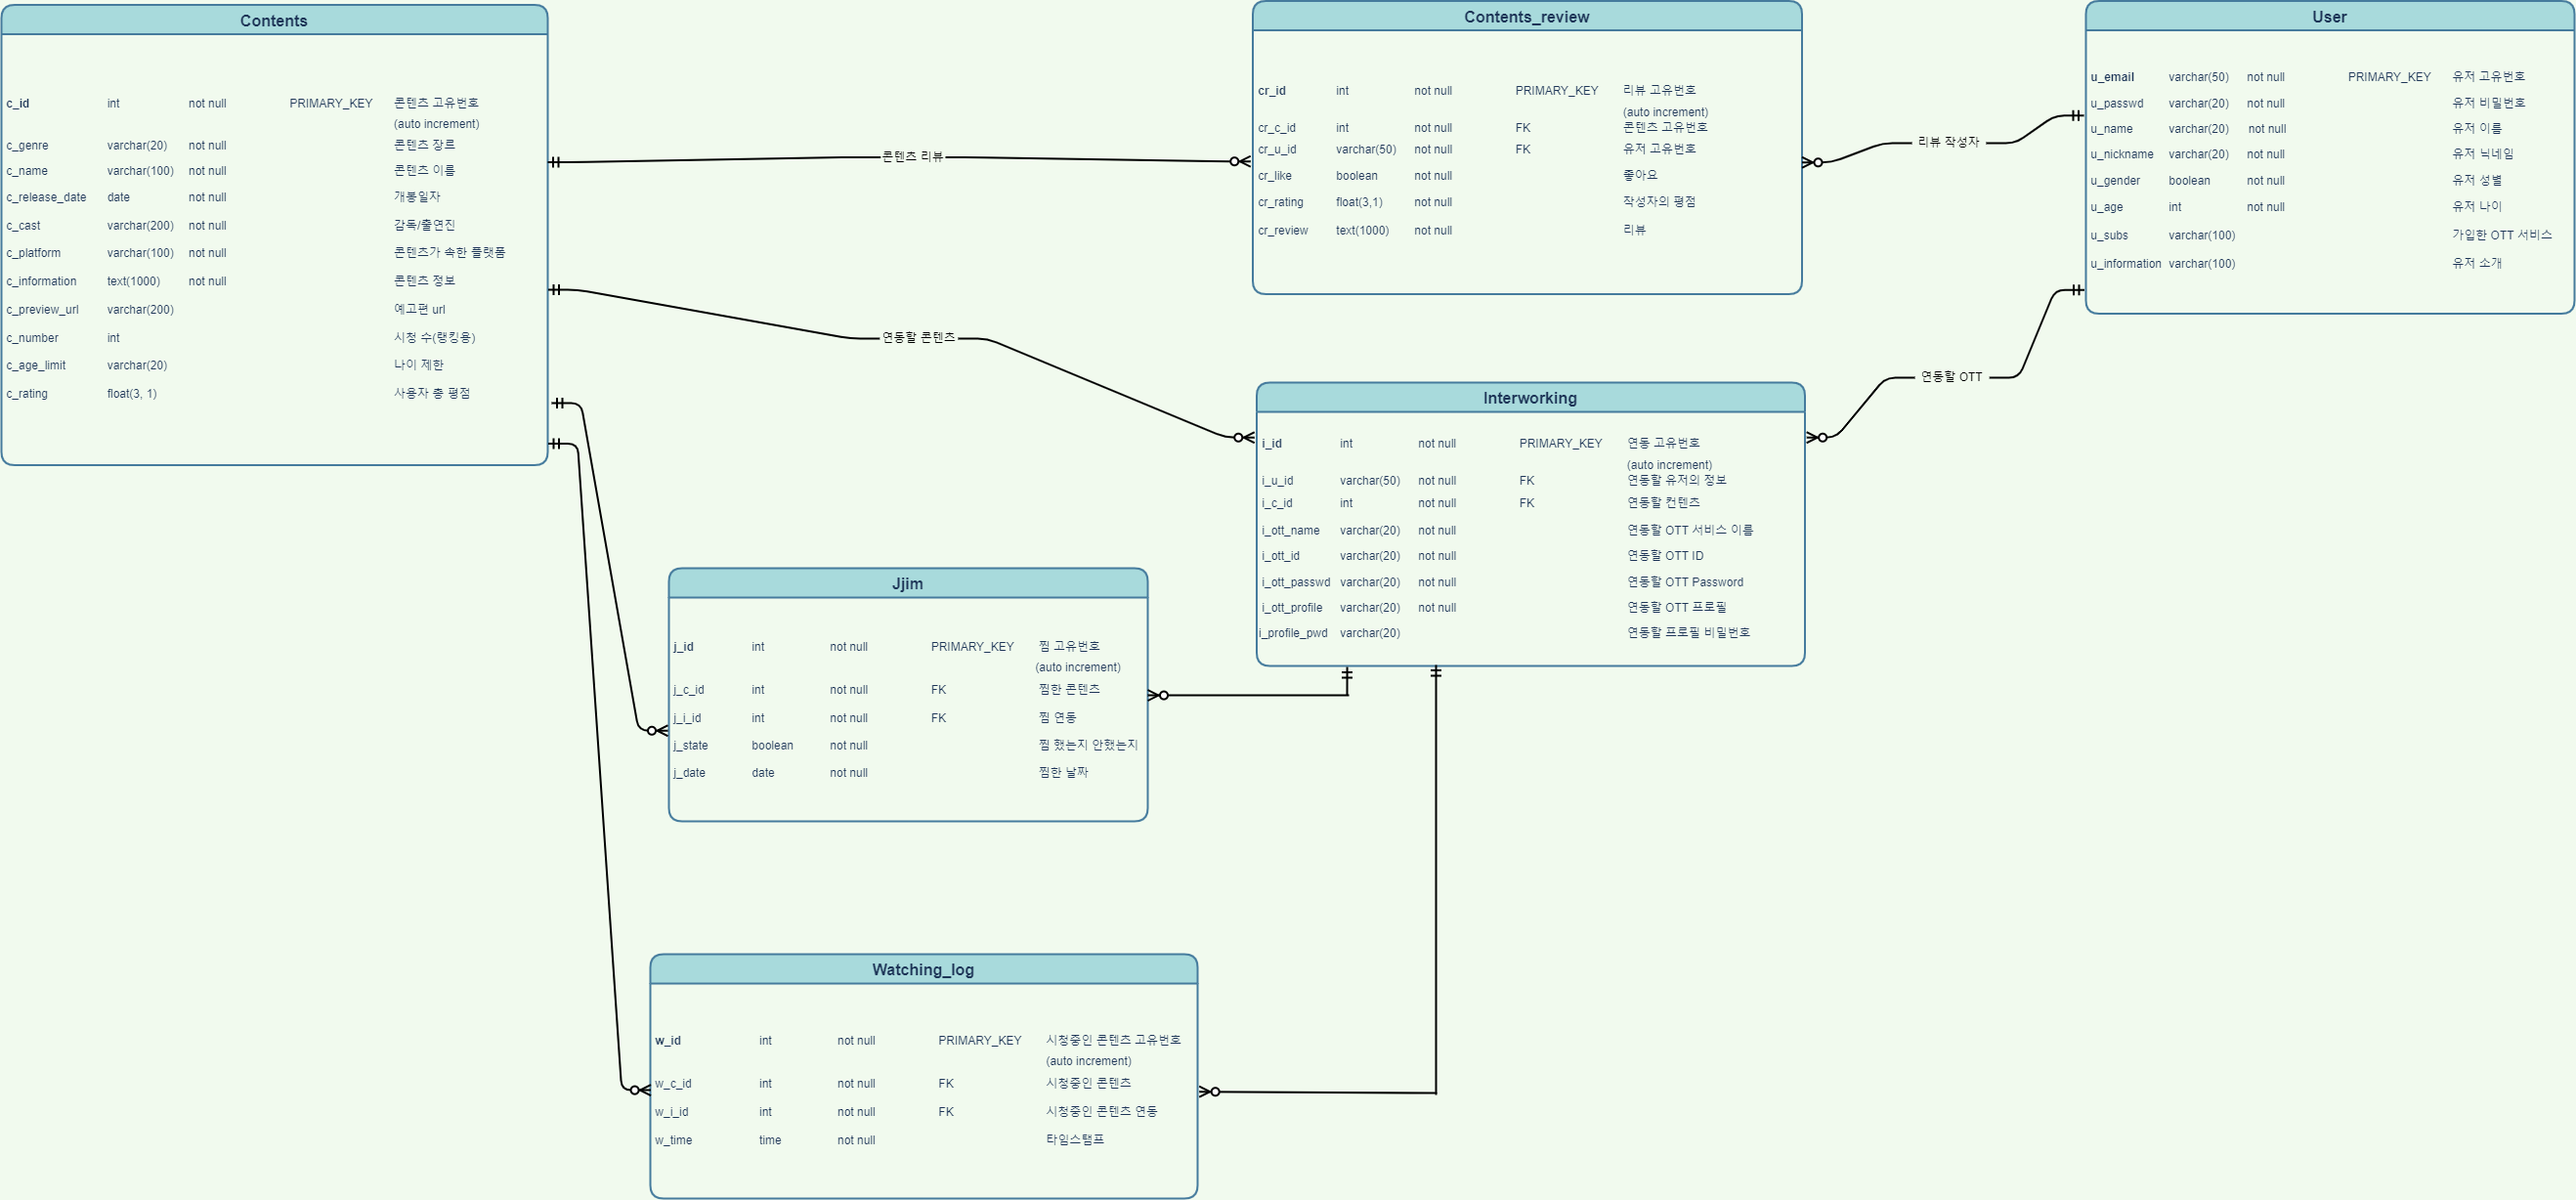 Contents
c_id int not null PRIMARY_KEY 콘텐츠 고유번호
(auto increment)
c_genre varchar(20) not null 콘텐츠 장르
c_name varchar(100) not null 콘텐츠 이름
c_release_date date not null 개봉일자
c_cast varchar(200) not null 감독/출연진
c_platform varchar(100) not null 콘텐츠가 속한 플랫폼
c_information text(1000) not null 콘텐츠 정보
c_preview_url varchar(200) 예고편 url
c_number int 시청 수(랭킹용)
c_age_limit varchar(20) 나이 제한
c_rating float(3, 1) 사용자 총 평점
콘텐츠 리뷰
연동할 콘텐츠
Contents_review
cr_id int not null PRIMARY_KEY 리뷰 고유번호
(auto increment)
cr_c_id int not null FK 콘텐츠 고유번호
cr_u_id varchar(50) not null FK 유저 고유번호
cr_like boolean not null 좋아요
cr_rating float(3,1) not null 작성자의 평점
cr_review text(1000) not null 리뷰
리뷰 작성자
User
u_email varchar(50) not null PRIMARY_KEY 유저 고유번호
u_passwd varchar(20) not null 유저 비밀번호
u_name varchar(20) not null 유저 이름
u_nickname varchar(20) not null 유저 닉네임
u_gender boolean not null 유저 성별
u_age int not null 유저 나이
u_subs varchar(100) 가입한 OTT 서비스
u_information varchar(100) 유저 소개
연동할 OTT
Interworking
i_id int not null PRIMARY_KEY 연동 고유번호
(auto increment)
i_u_id varchar(50) not null FK 연동할 유저의 정보
i_c_id int not null FK 연동할 컨텐츠
i_ott_name varchar(20) not null 연동할 OTT 서비스 이름
i_ott_id varchar(20) not null 연동할 OTT ID
i_ott_passwd varchar(20) not null 연동할 OTT Password
i_ott_profile varchar(20) not null 연동할 OTT 프로필
i_profile_pwd varchar(20) 연동할 프로필 비밀번호
Jjim
j_id int not null PRIMARY_KEY 찜 고유번호
(auto increment)
j_c_id int not null FK 찜한 콘텐츠
j_i_id int not null FK 찜 연동
j_state boolean not null 찜 했는지 안했는지
j_date date not null 찜한 날짜
Watching_log
w_id int not null PRIMARY_KEY 시청중인 콘텐츠 고유번호
(auto increment)
w_c_id int not null FK 시청중인 콘텐츠
w_i_id int not null FK 시청중인 콘텐츠 연동
w_time time not null 타임스탬프